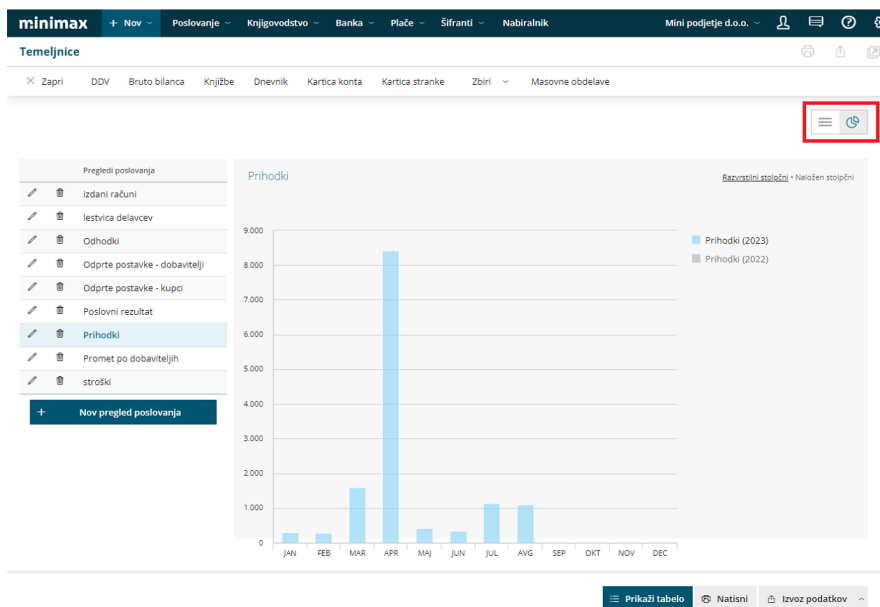 minimax + Nov Poslovanje Knjigovodstvo Banka Plače Šifranti Nabiralnik Mini podjetje d.o.o.
Temeljnice
Zapri DDV Bruto bilanca Knjižbe Dnevnik Kartica konta Kartica stranke Zbiri Masovne obdelave
Pregledi poslovanja
izdani računi
lestvica delavcev
Odhodki
Odprte postavke - dobavitelji
Odprte postavke - kupci
Poslovni rezultat
Prihodki
Promet po dobaviteljih
stroški
+ Nov pregled poslovanja
Prihodki
Razvrstilni stolpčni • Naložen stolpčni
9.000
8.000
7.000
6.000
5.000
4.000
3.000
2.000
1.000
0
JAN FEB MAR APR MAJ JUN JUL AVG SEP OKT NOV DEC
Prihodki (2023)
Prihodki (2022)
Prikaži tabelo Natisni Izvoz podatkov